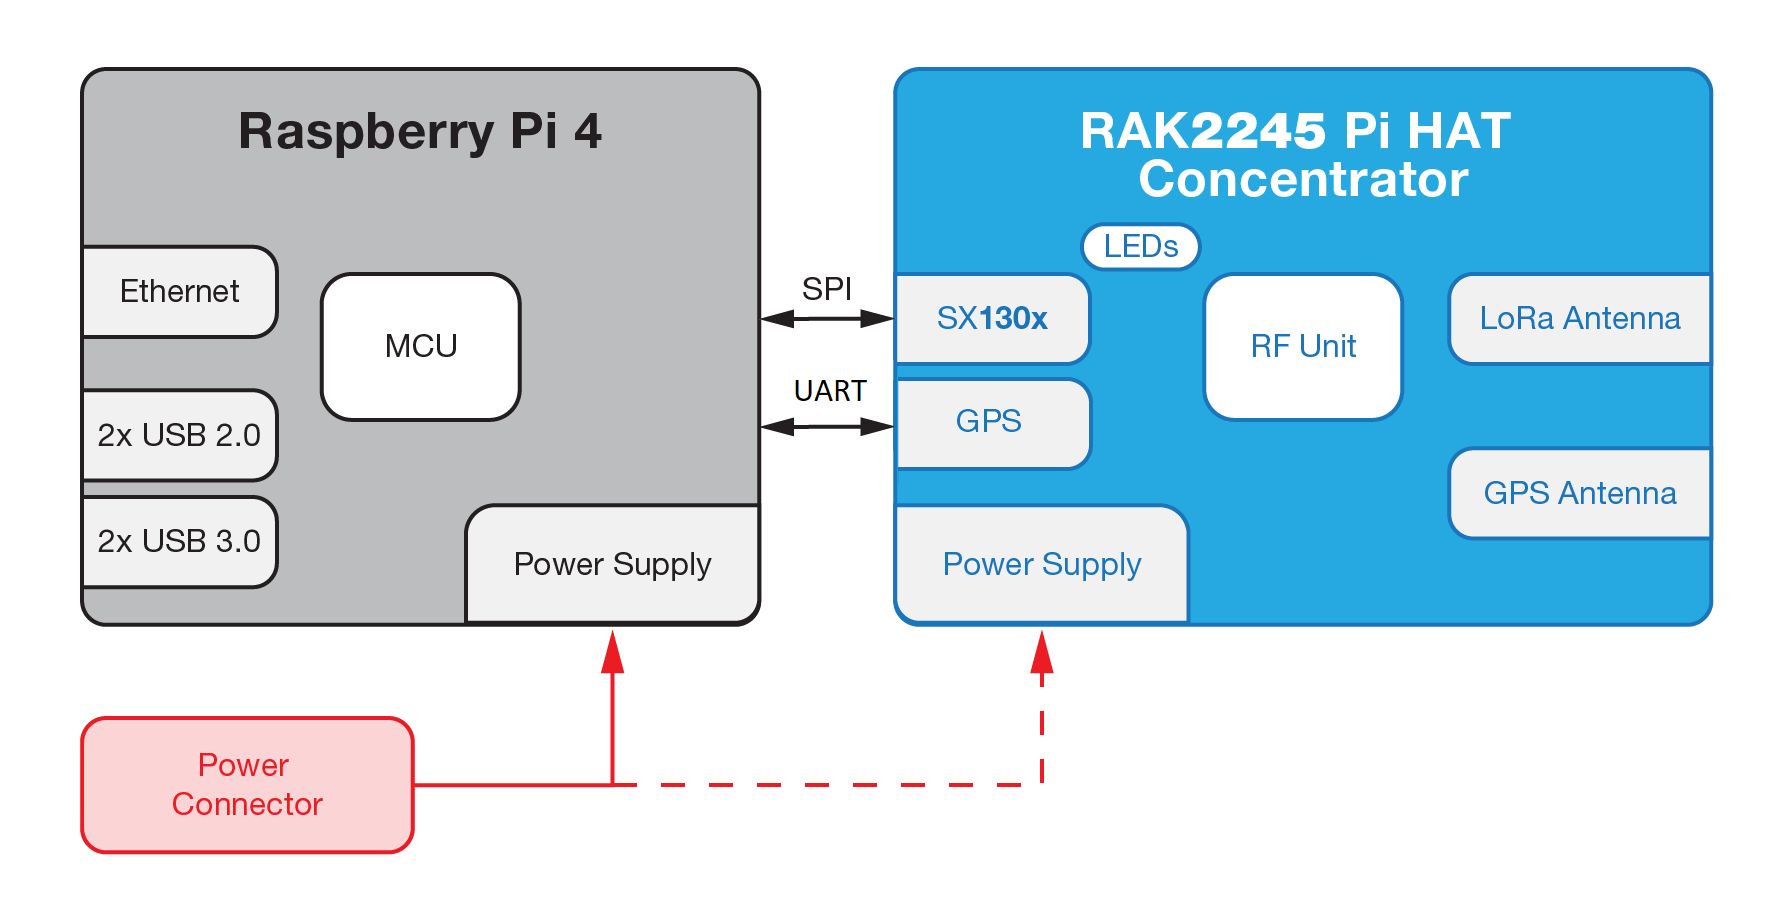 Raspberry Pi 4
Ethernet
2x USB 2.0
2x USB 3.0
MCU
Power Supply
SPI
UART
RAK2245 Pi HAT
Concentrator
LEDs
SX130x
GPS
RF Unit
LoRa Antenna
GPS Antenna
Power Supply
Power
Connector